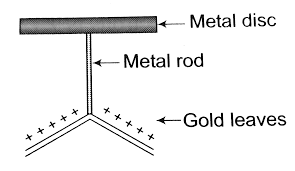 Metal disc
Metal rod
+ + + + + +
+ + + + + +
Gold leaves